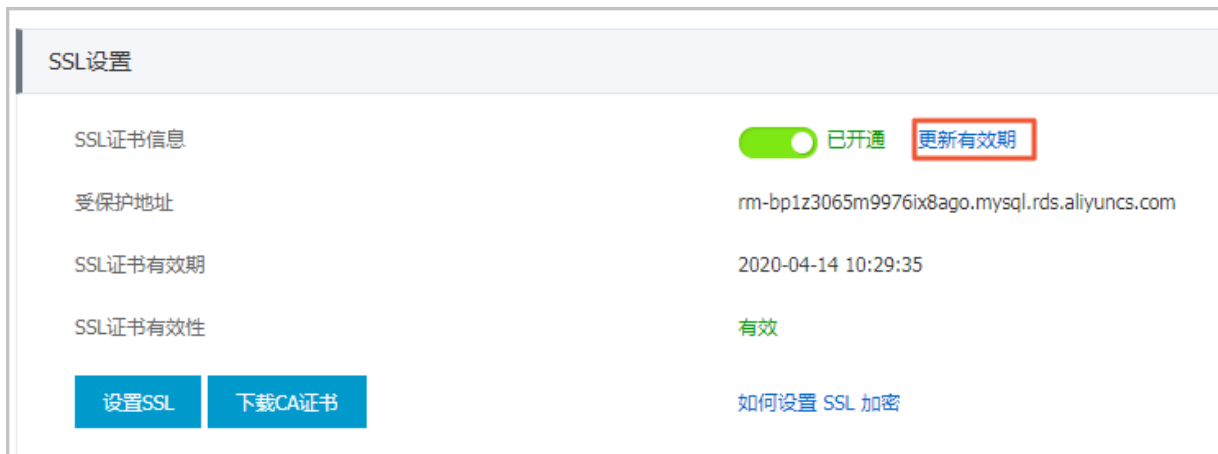 SSL设置
SSL证书信息 已开通 更新有效期
受保护地址 rm-bp1z3065m9976ix8ago.mysql.rds.aliyuncs.com
SSL证书有效期 2020-04-14 10:29:35
SSL证书有效性 有效
设置SSL 下载CA证书 如何设置 SSL 加密